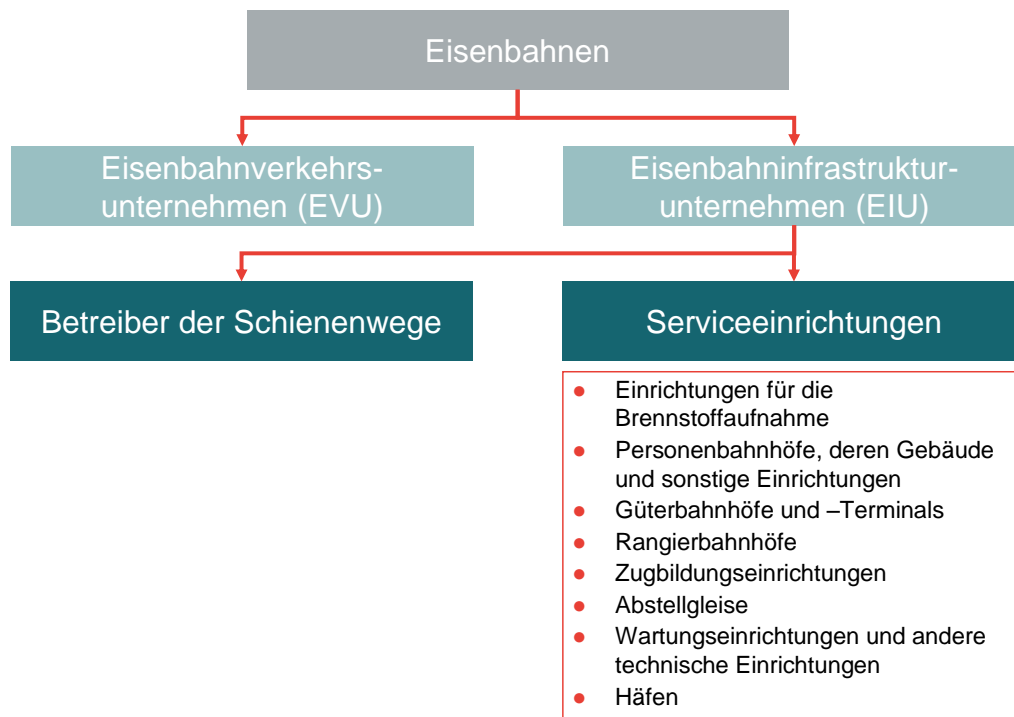 Eisenbahnen
Eisenbahnverkehrs-
unternehmen (EVU)
Eisenbahninfrastruktur-
unternehmen (EIU)
Betreiber der Schienenwege
Serviceeinrichtungen
● Einrichtungen für die
Brennstoffaufnahme
● Personenbahnhöfe, deren Gebäude
und sonstige Einrichtungen
● Güterbahnhöfe und –Terminals
● Rangierbahnhöfe
● Zugbildungseinrichtungen
● Abstellgleise
● Wartungseinrichtungen und andere
technische Einrichtungen
● Häfen